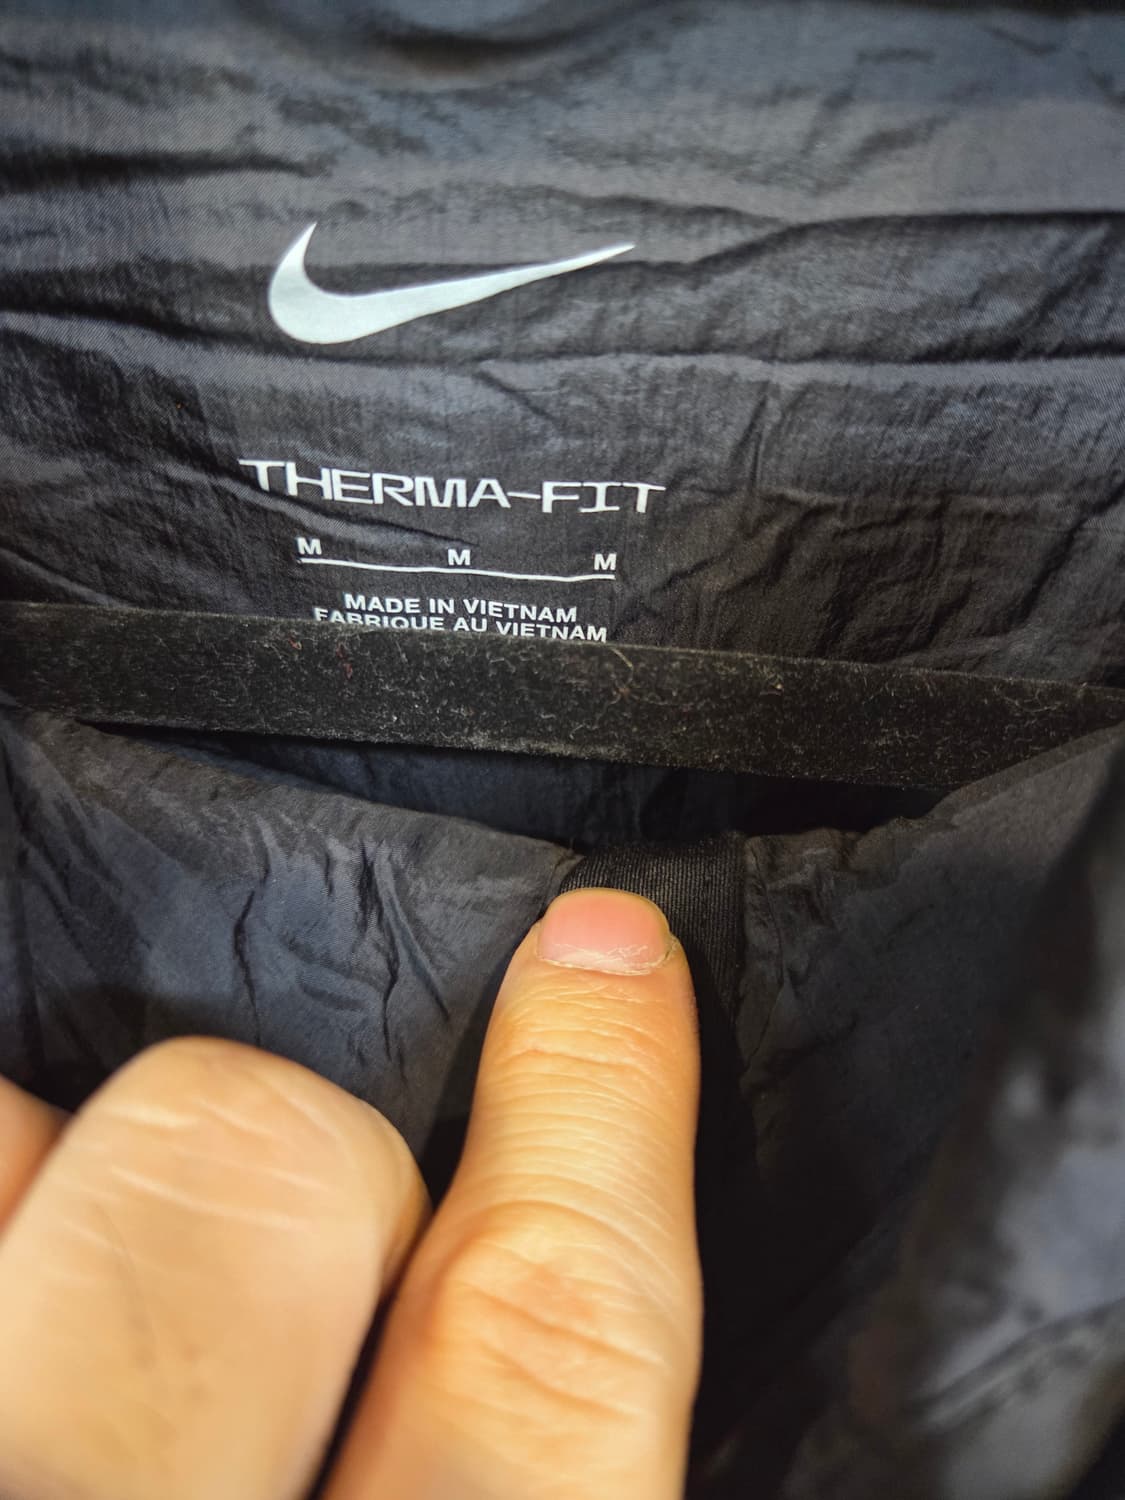 THERMA-FIT
M M M
MADE IN VIETNAM
FABRIQUE AU VIETNAM